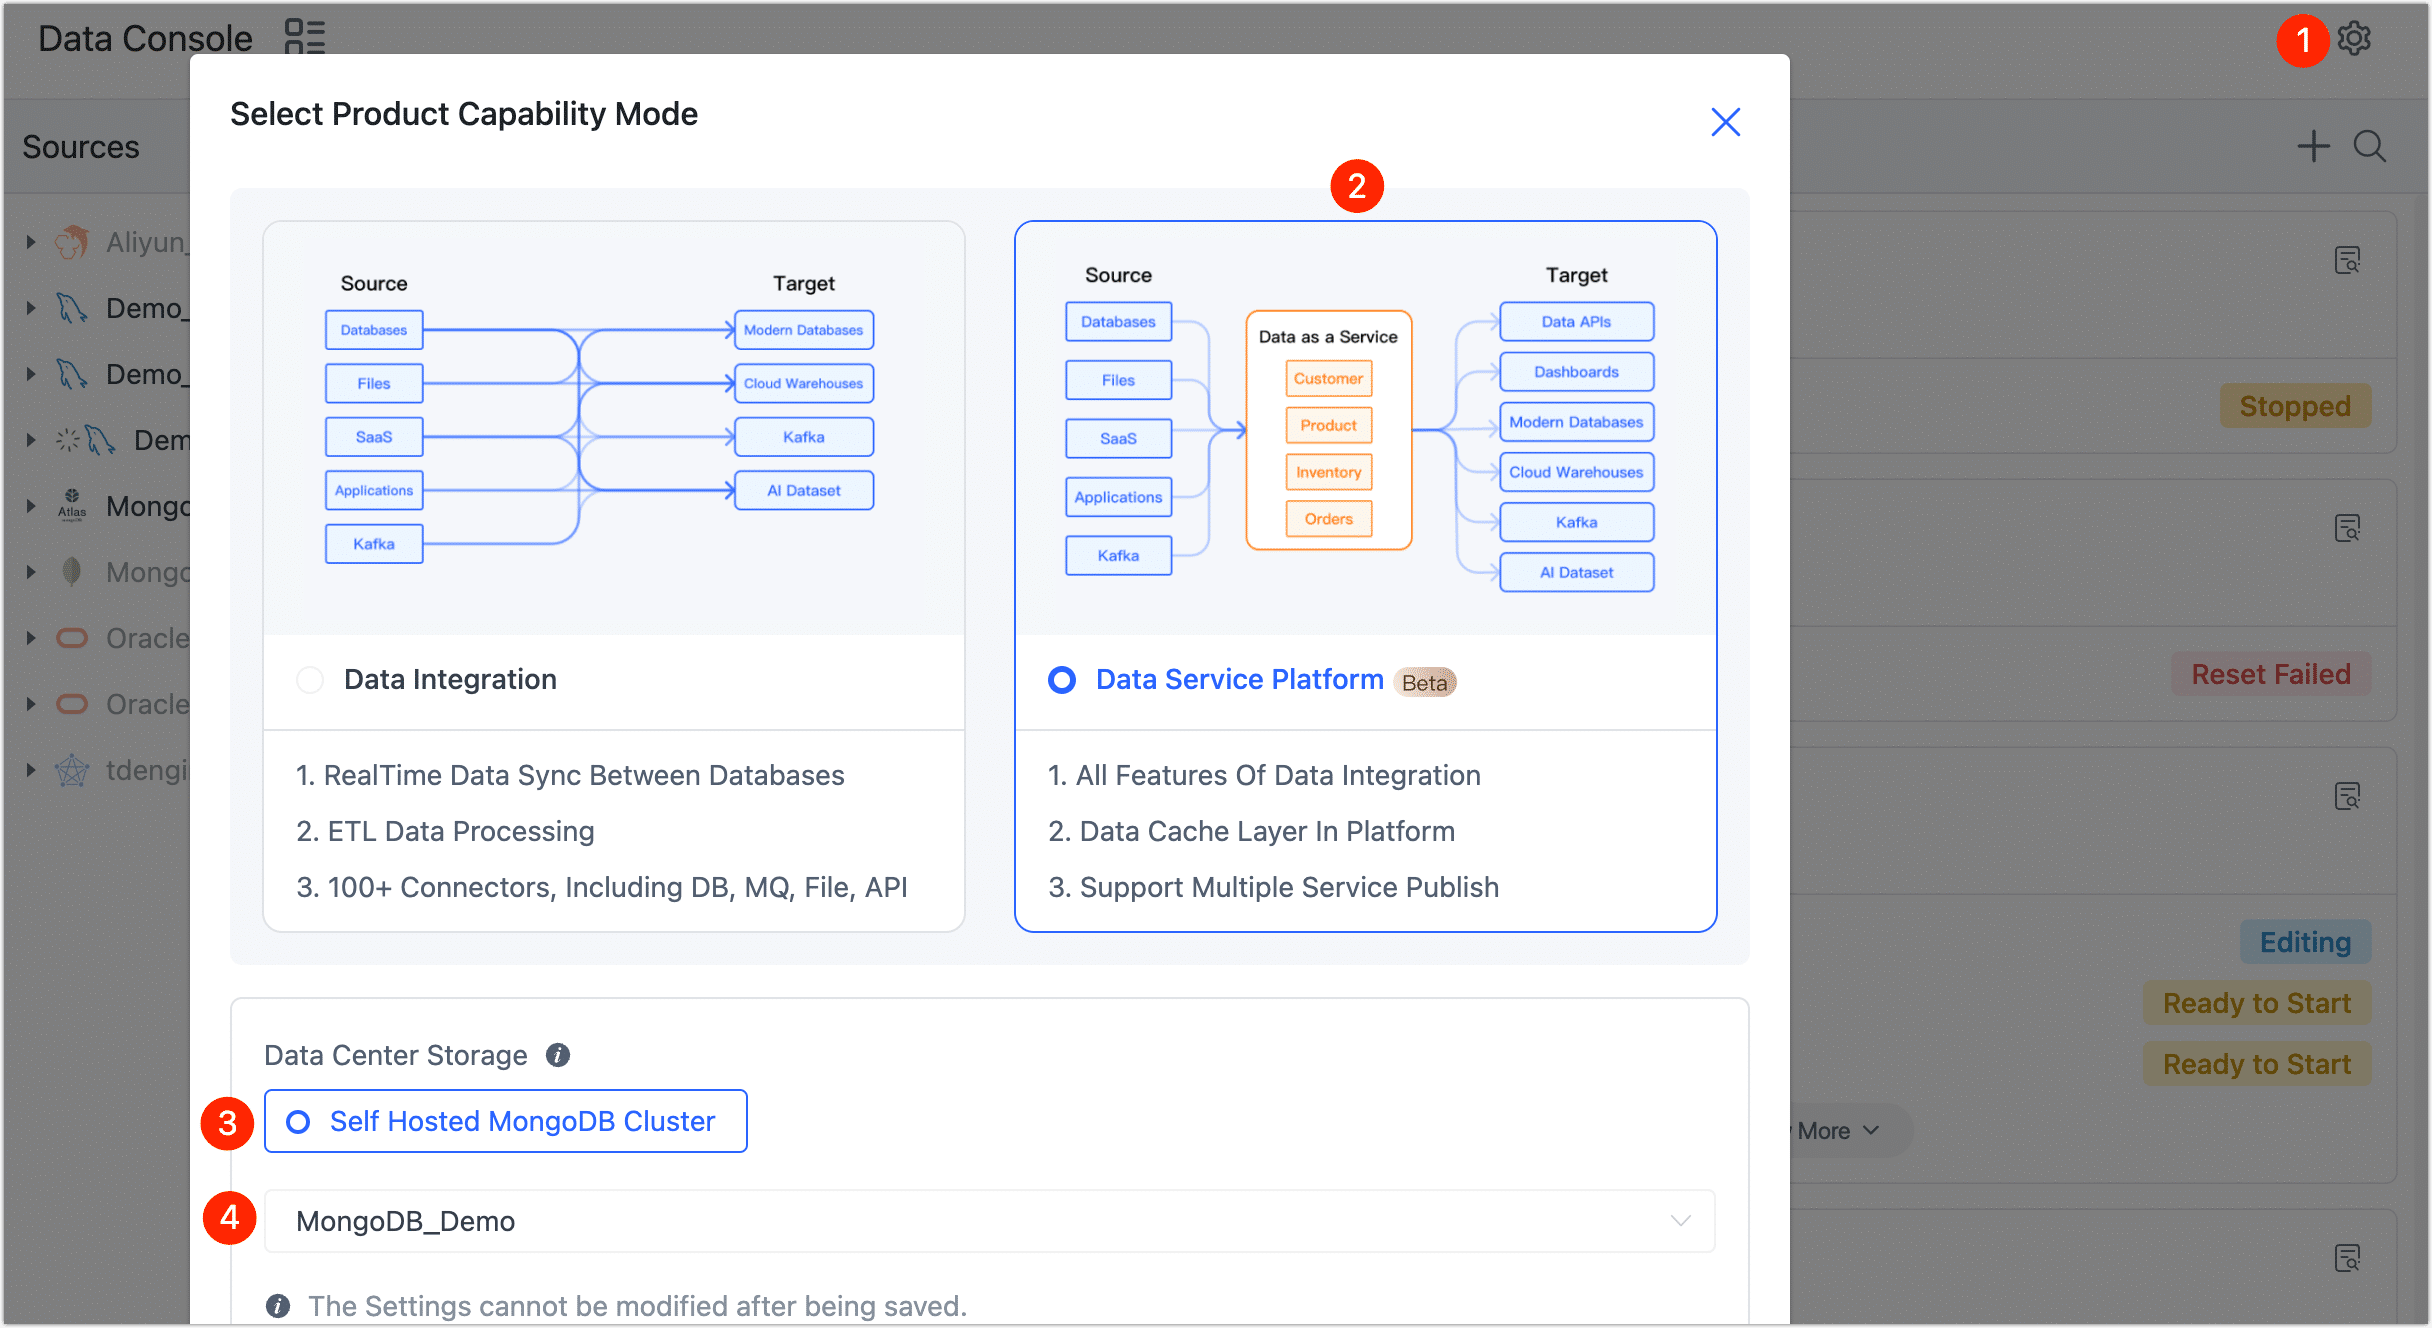 Data Console
1
Select Product Capability Mode
Sources
2
Aliyun_
Demo_
Demo_
Dem
Atlas
Mongo
Mongo
Oracle
Oracle
tdengi
Source
Target
Databases
Files
SaaS
Applications
Kafka
Modern Databases
Cloud Warehouses
Kafka
AI Dataset
Source
Target
Databases
Files
SaaS
Applications
Kafka
Data as a Service
Customer
Product
Inventory
Orders
Data APIs
Dashboards
Modern Databases
Cloud Warehouses
Kafka
AI Dataset
Data Integration
1. RealTime Data Sync Between Databases
2. ETL Data Processing
3. 100+ Connectors, Including DB, MQ, File, API
Data Service Platform Beta
1. All Features Of Data Integration
2. Data Cache Layer In Platform
3. Support Multiple Service Publish
Stopped
Reset Failed
Editing
Ready to Start
Ready to Start
More
Data Center Storage
3
Self Hosted MongoDB Cluster
4
MongoDB_Demo
The Settings cannot be modified after being saved.